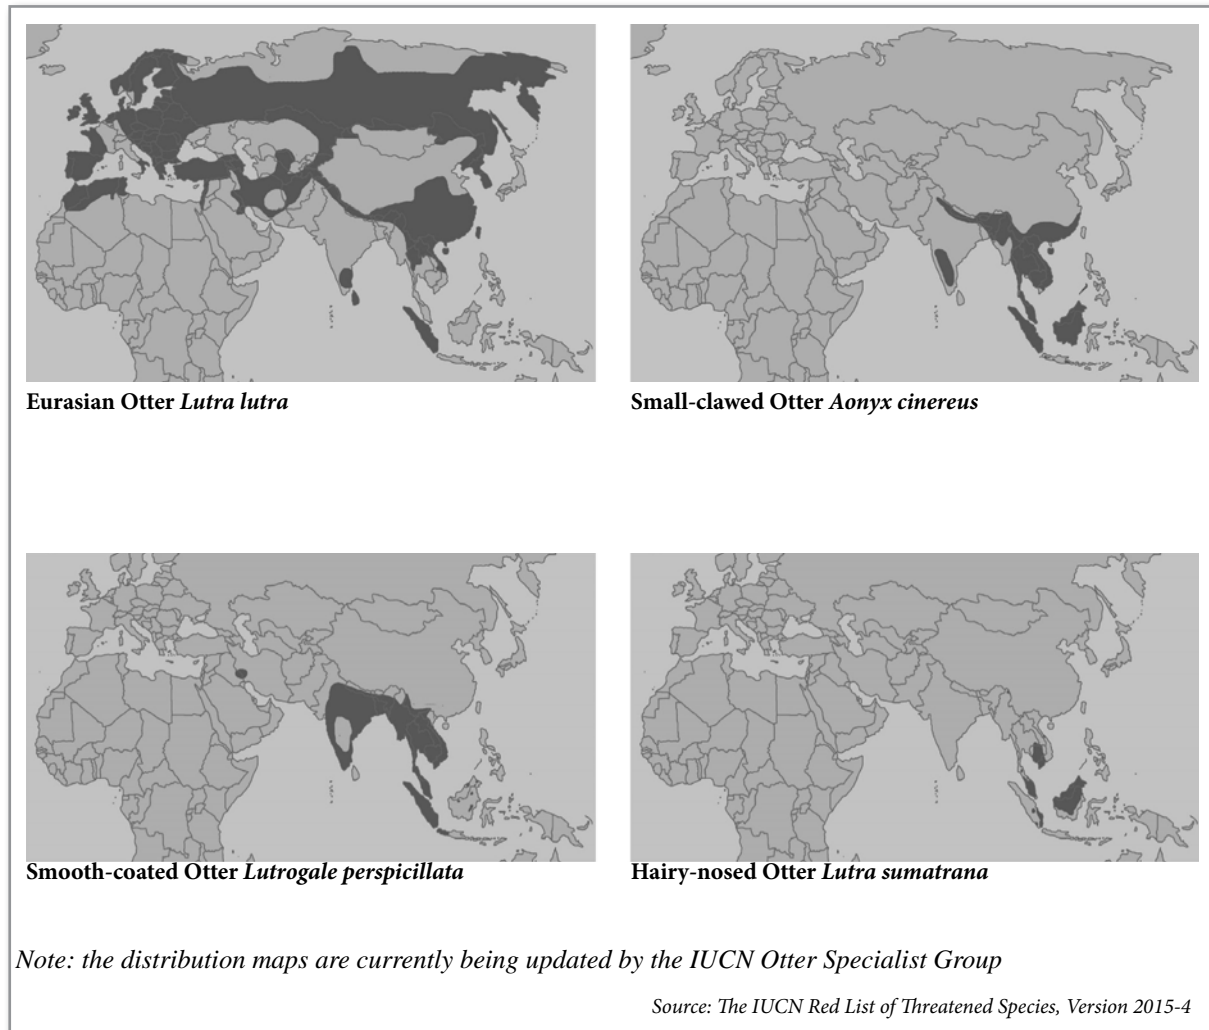 Eurasian Otter Lutra lutra
Small-clawed Otter Aonyx cinereus
Smooth-coated Otter Lutrogale perspicillata
Hairy-nosed Otter Lutra sumatrana
Note: the distribution maps are currently being updated by the IUCN Otter Specialist Group
Source: The IUCN Red List of Threatened Species, Version 2015-4